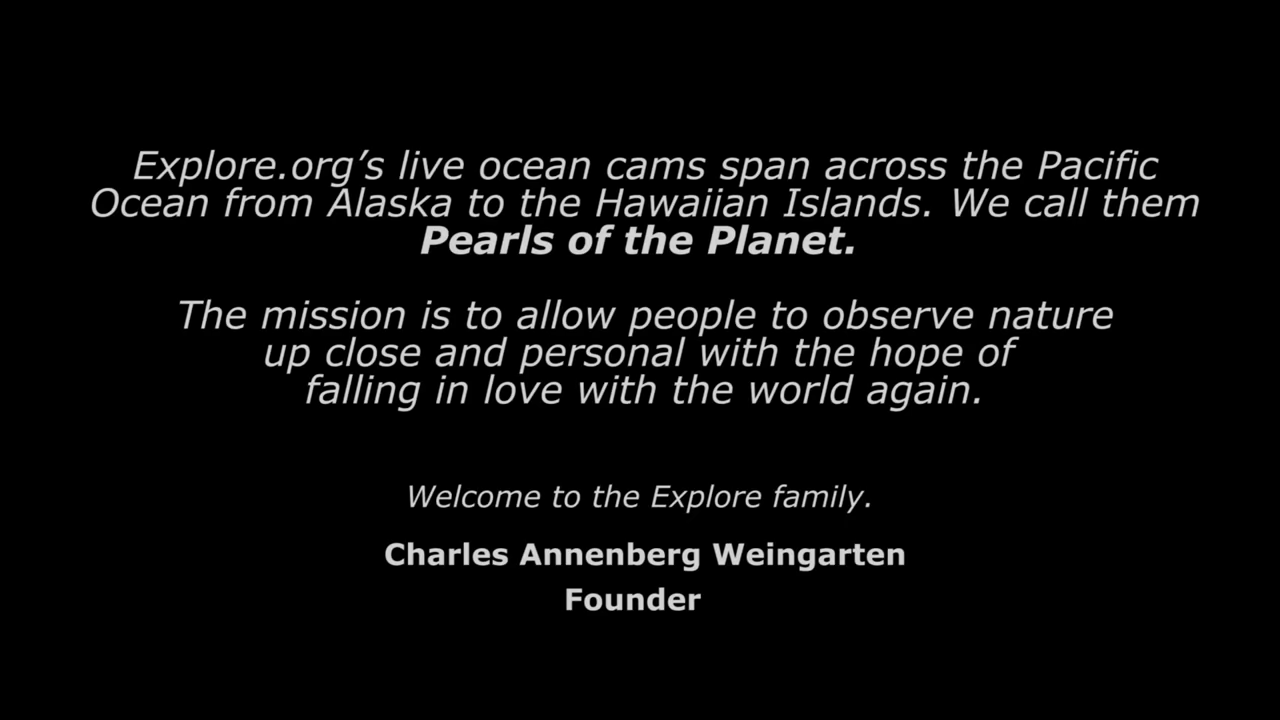 Explore.org’s live ocean cams span across the Pacific
Ocean from Alaska to the Hawaiian Islands. We call them
Pearls of the Planet.
The mission is to allow people to observe nature
up close and personal with the hope of
falling in love with the world again.
Welcome to the Explore family.
Charles Annenberg Weingarten
Founder